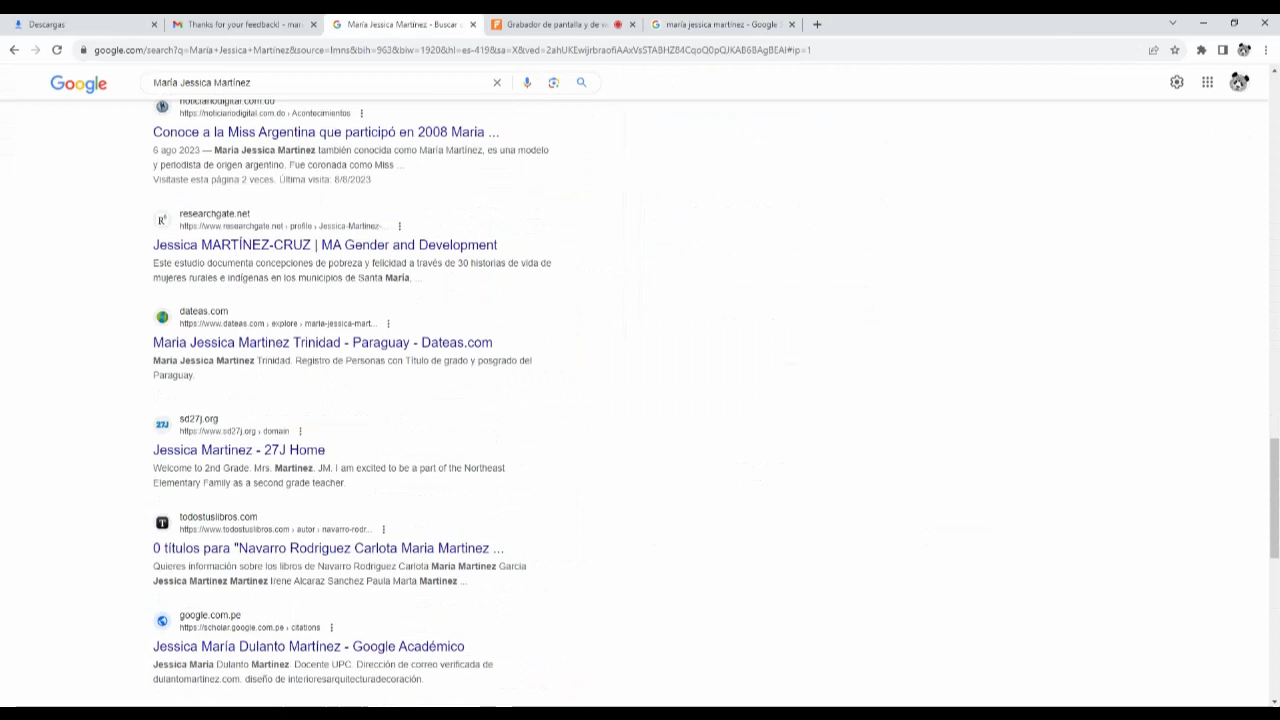 Descargas
Thanks for your feedback! - mar
María Jessica Martínez - Buscar
Grabador de pantalla y de
maría jessica martínez - Google
google.com/search?q=María+Jessica+Martínez&source=lmns&bih=963&biw=1920&hl=es-419&sa=X&ved=2ahUKEwijrbraofiAAxVsSTABHZ84CqoQ0pQJKAB6BAgBEAI#ip=1
Google
María Jessica Martínez
noticiariodigital.com.do
https://noticiariodigital.com.do › Acontecimientos
Conoce a la Miss Argentina que participó en 2008 Maria ...
6 ago 2023 — Maria Jessica Martinez también conocida como María Martínez, es una modelo
y periodista de origen argentino. Fue coronada como Miss ...
Visitaste esta página 2 veces. Última visita: 8/8/2023
researchgate.net
https://www.researchgate.net › profile › Jessica-Martinez-...
Jessica MARTÍNEZ-CRUZ | MA Gender and Development
Este estudio documenta concepciones de pobreza y felicidad a través de 30 historias de vida de
mujeres rurales e indígenas en los municipios de Santa María, ...
dateas.com
https://www.dateas.com › explore › maria-jessica-mart...
Maria Jessica Martinez Trinidad - Paraguay - Dateas.com
Maria Jessica Martinez Trinidad. Registro de Personas con Título de grado y posgrado del
Paraguay.
27J
sd27j.org
https://www.sd27j.org › domain
Jessica Martinez - 27J Home
Welcome to 2nd Grade. Mrs. Martinez. JM. I am excited to be a part of the Northeast
Elementary Family as a second grade teacher.
todostuslibros.com
https://www.todostuslibros.com › autor › navarro-rodr...
0 títulos para "Navarro Rodriguez Carlota Maria Martinez ...
Quieres información sobre los libros de Navarro Rodriguez Carlota Maria Martinez Garcia
Jessica Martinez Martinez Irene Alcaraz Sanchez Paula Marta Martinez ...
google.com.pe
https://scholar.google.com.pe › citations
Jessica María Dulanto Martínez - Google Académico
Jessica María Dulanto Martínez. Docente UPC. Dirección de correo verificada de
dulantomartinez.com. diseño de interioresarquitecturadecoración.